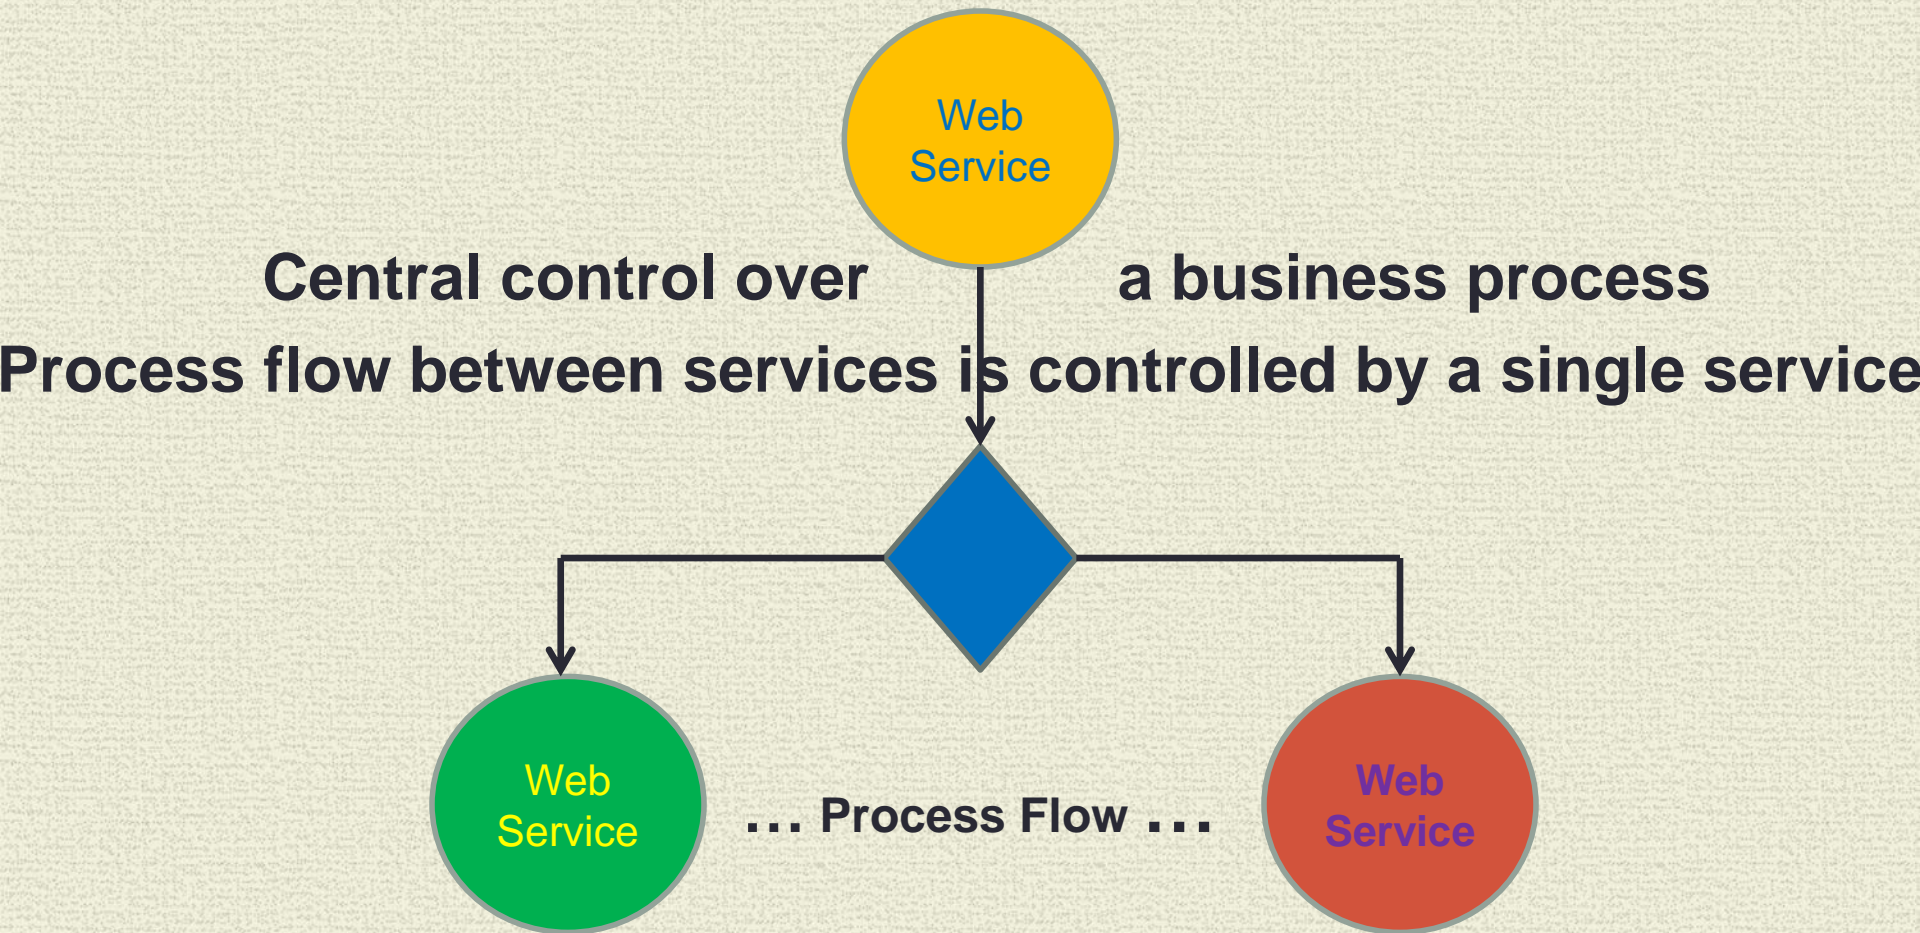 Web
Service
Central control over a business process
Process flow between services is controlled by a single service
Web
Service
... Process Flow ...
Web
Service